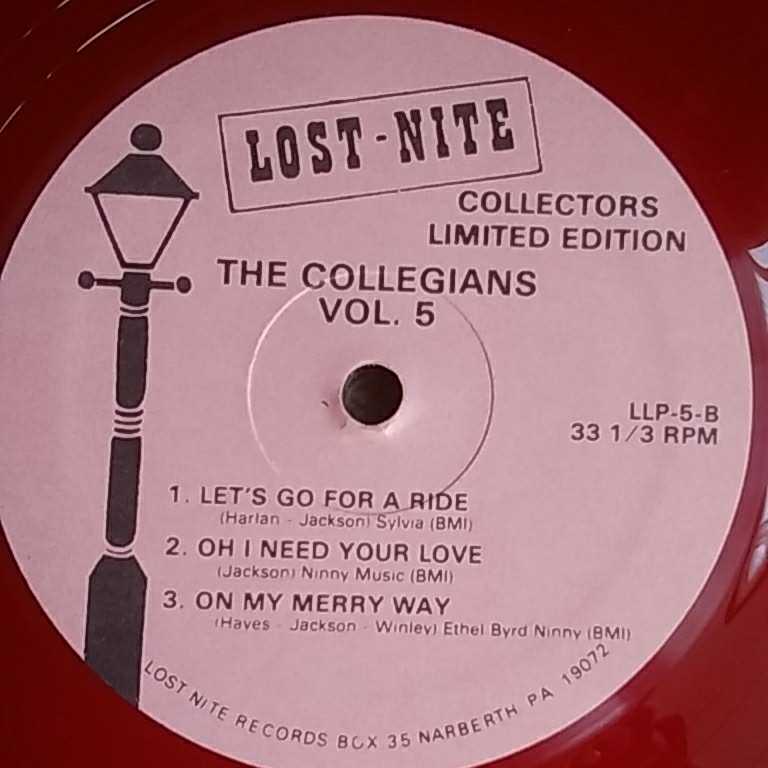 LOST-NITE
COLLECTORS
LIMITED EDITION
THE COLLEGIANS
VOL. 5
LLP-5-B
33 1/3 RPM
1. LET'S GO FOR A RIDE
(Harlan - Jackson) Sylvia (BMI)
2. OH I NEED YOUR LOVE
(Jackson) Ninny Music (BMI)
3. ON MY MERRY WAY
(Hayes - Jackson - Winley) Ethel Byrd Ninny (BMI)
LOST NITE RECORDS BOX 35 NARBERTH PA 19072